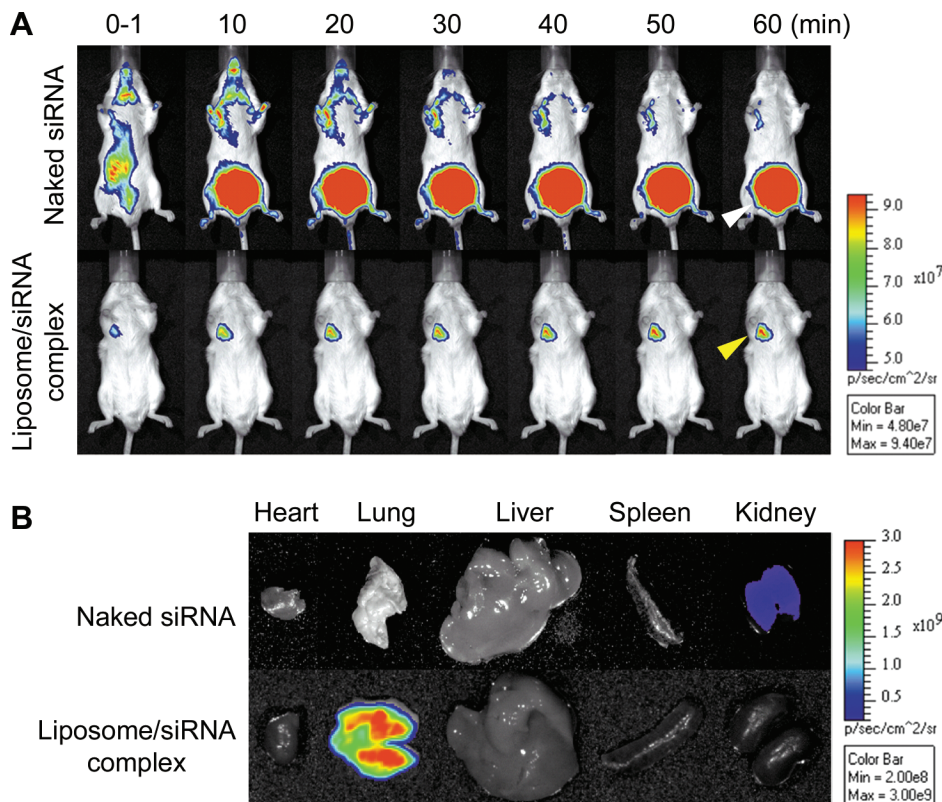 A
0-1 10 20 30 40 50 60 (min)
Naked siRNA
Liposome/siRNA
complex
9.0
8.0
7.0
6.0
5.0
x10^7
p/sec/cm^2/sr
Color Bar
Min = 4.80e7
Max = 9.40e7
B
Heart Lung Liver Spleen Kidney
Naked siRNA
Liposome/siRNA
complex
3.0
2.5
2.0
1.5
1.0
0.5
x10^9
p/sec/cm^2/sr
Color Bar
Min = 2.00e8
Max = 3.00e9